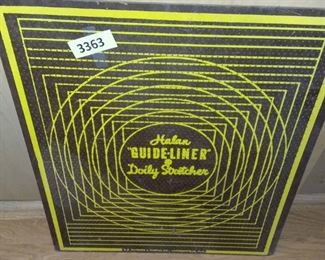 3363
Halan
"GUIDE-LINER"
&
Doily Stretcher